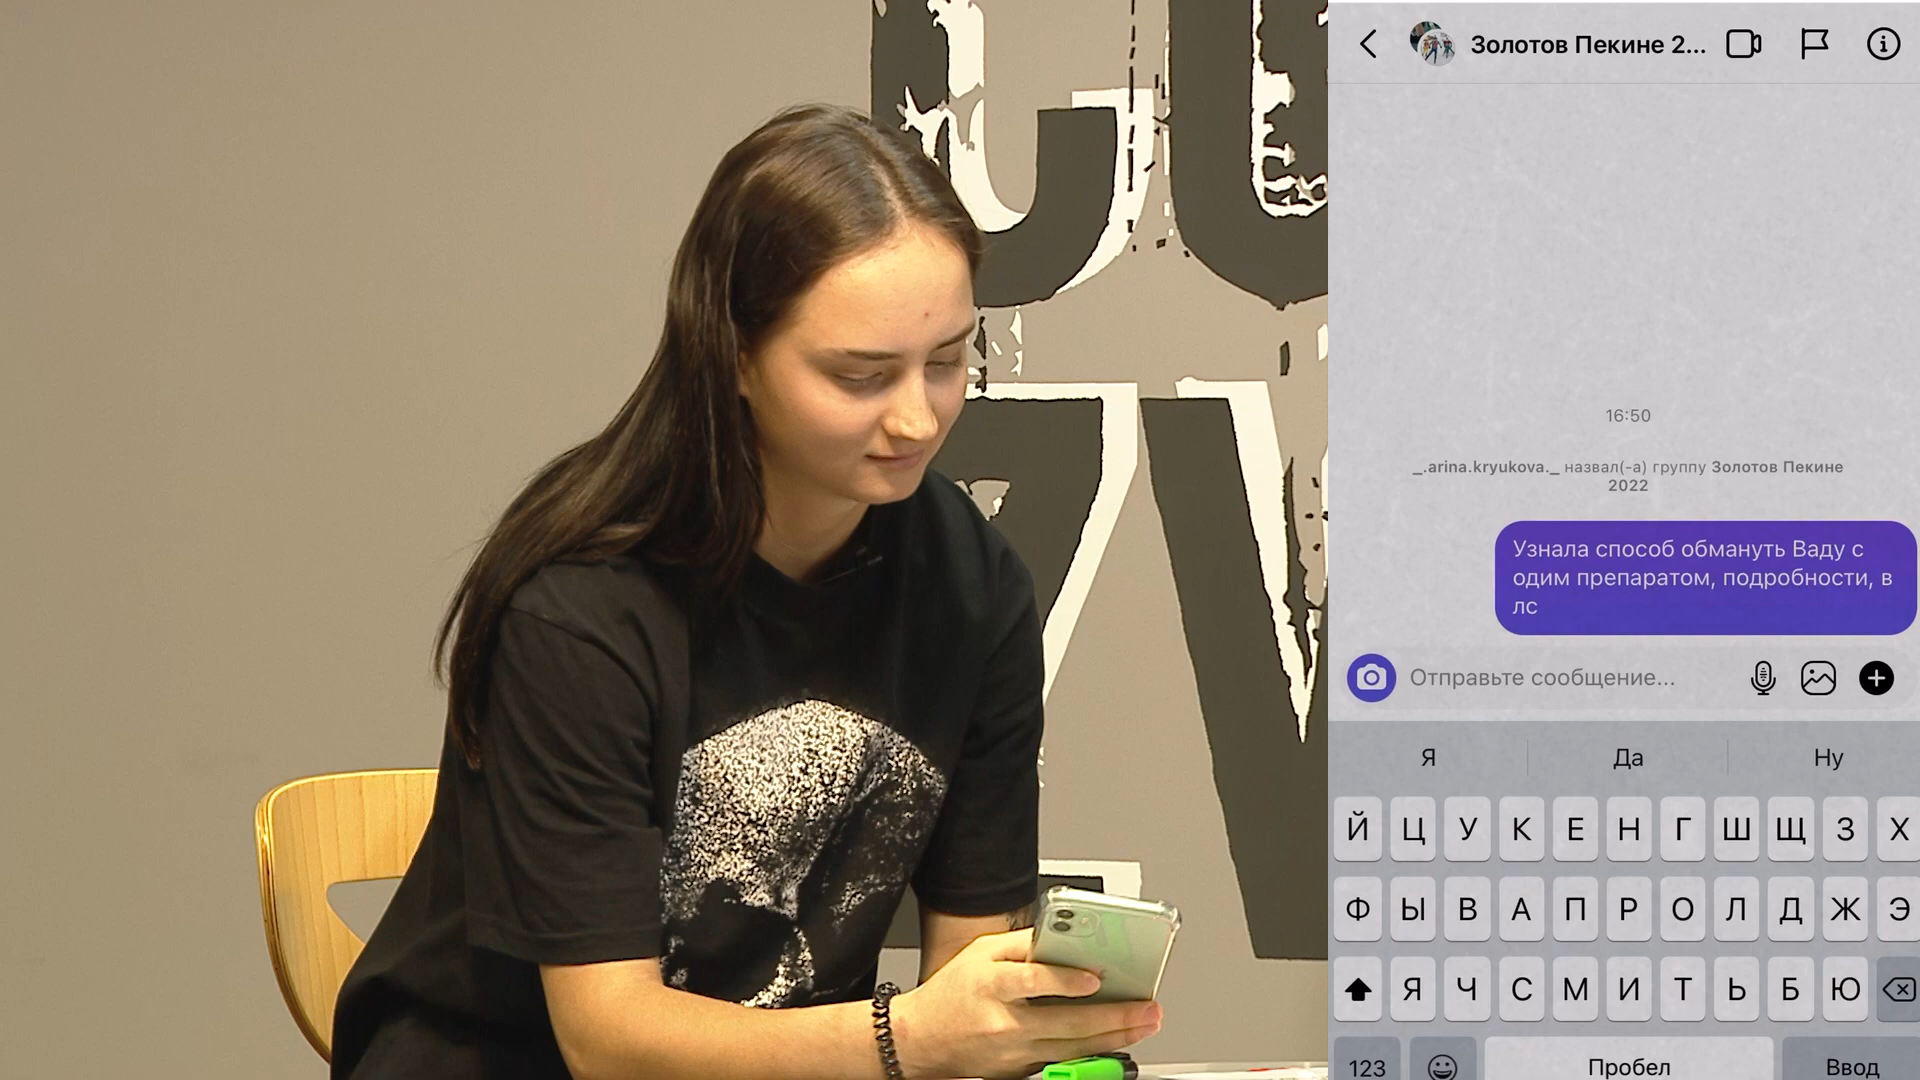 Золотов Пекине 2...
16:50
_.arina.kryukova._ назвал(-а) группу Золотов Пекине
2022
Узнала способ обмануть Ваду с
одим препаратом, подробности, в
лс
Отправьте сообщение...
Я Да Ну
Й Ц У К Е Н Г Ш Щ З Х
Ф Ы В А П Р О Л Д Ж Э
Я Ч С М И Т Ь Б Ю
123 Пробел Ввод